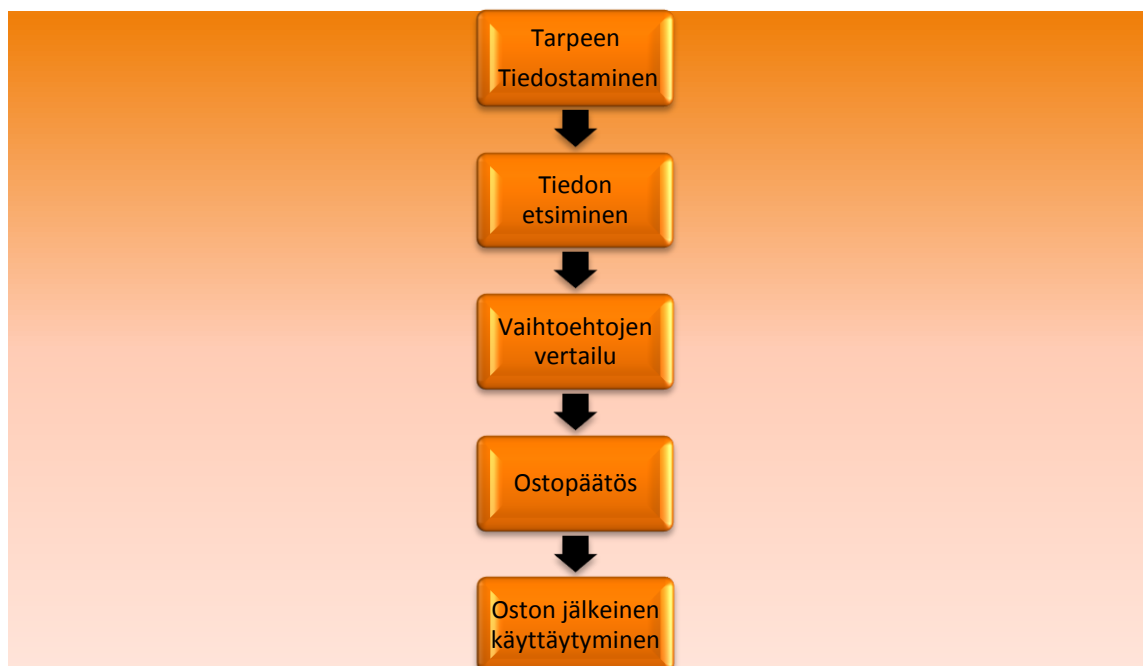 Tarpeen
Tiedostaminen
Tiedon
etsiminen
Vaihtoehtojen
vertailu
Ostopäätös
Oston jälkeinen
käyttäytyminen